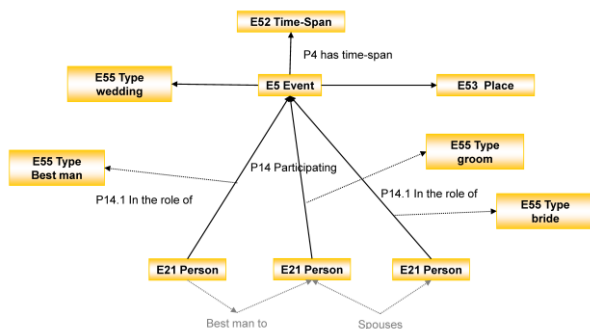 E52 Time-Span
P4 has time-span
E55 Type
wedding
E5 Event
E53 Place
E55 Type
Best man
P14 Participating
E55 Type
groom
P14.1 In the role of
P14.1 In the role of
E55 Type
bride
E21 Person
E21 Person
E21 Person
Best man to
Spouses